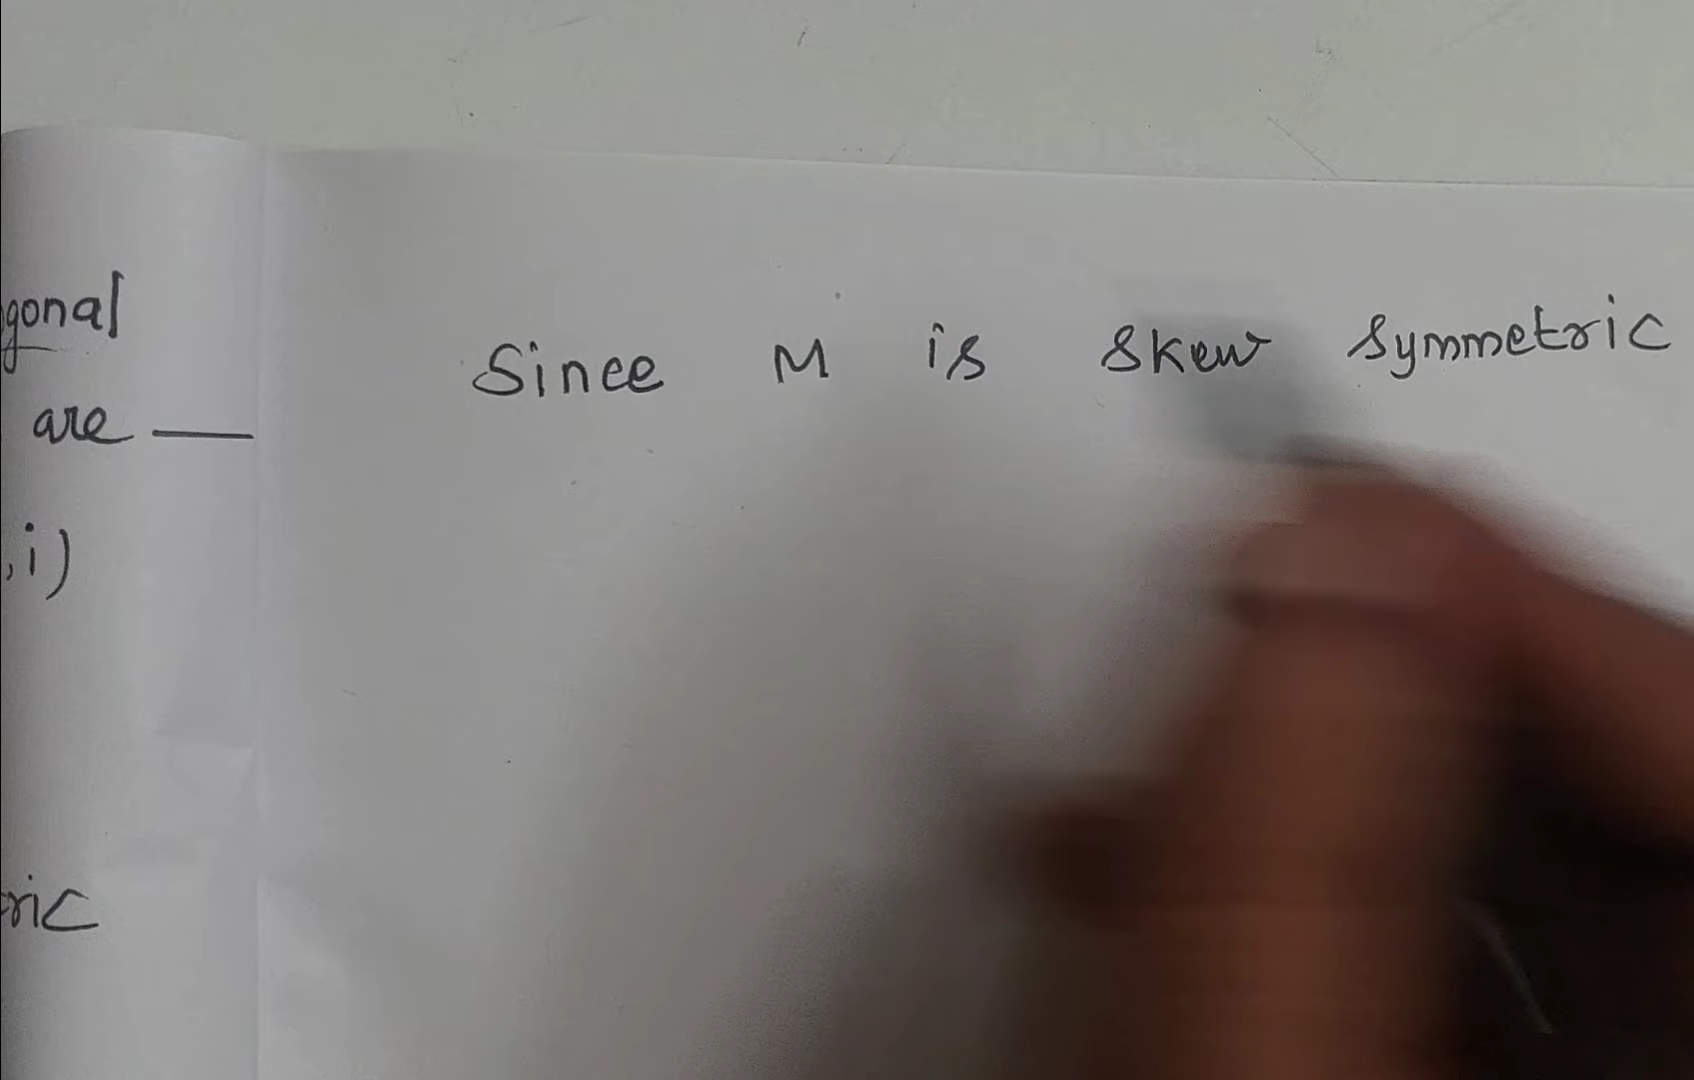 gonal
are —
,i)
ric
Since M is skew symmetric